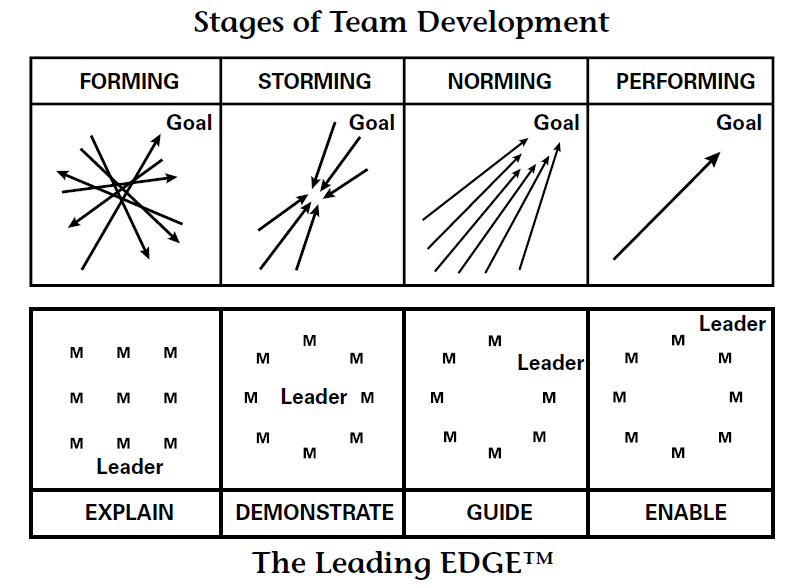 Stages of Team Development
FORMING
STORMING
NORMING
PERFORMING
Goal
Goal
Goal
Goal
M M M
M M M
M M M
Leader
M
M M
M Leader M
M M
M
M
M Leader
M M
M M
M
Leader
M
M M
M M
M M
M
EXPLAIN
DEMONSTRATE
GUIDE
ENABLE
The Leading EDGE™